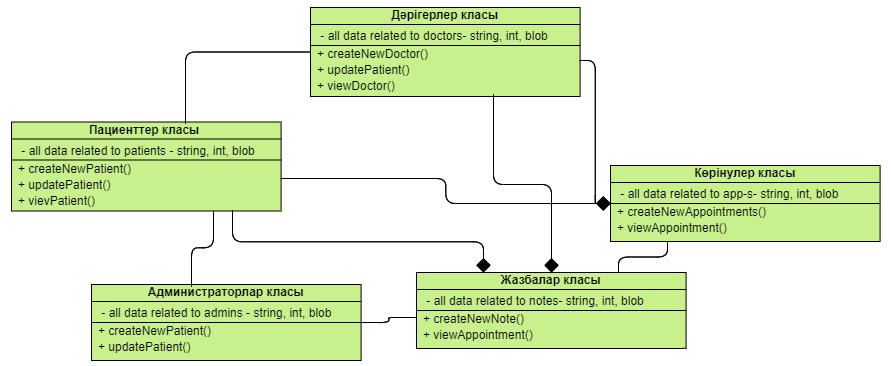 Дәрігерлер класы
- all data related to doctors- string, int, blob
+ createNewDoctor()
+ updatePatient()
+ viewDoctor()
Пациенттер класы
- all data related to patients - string, int, blob
+ createNewPatient()
+ updatePatient()
+ vievPatient()
Көрінулер класы
- all data related to app-s- string, int, blob
+ createNewAppointments()
+ viewAppointment()
Администраторлар класы
- all data related to admins - string, int, blob
+ createNewPatient()
+ updatePatient()
Жазбалар класы
- all data related to notes- string, int, blob
+ createNewNote()
+ viewAppointment()